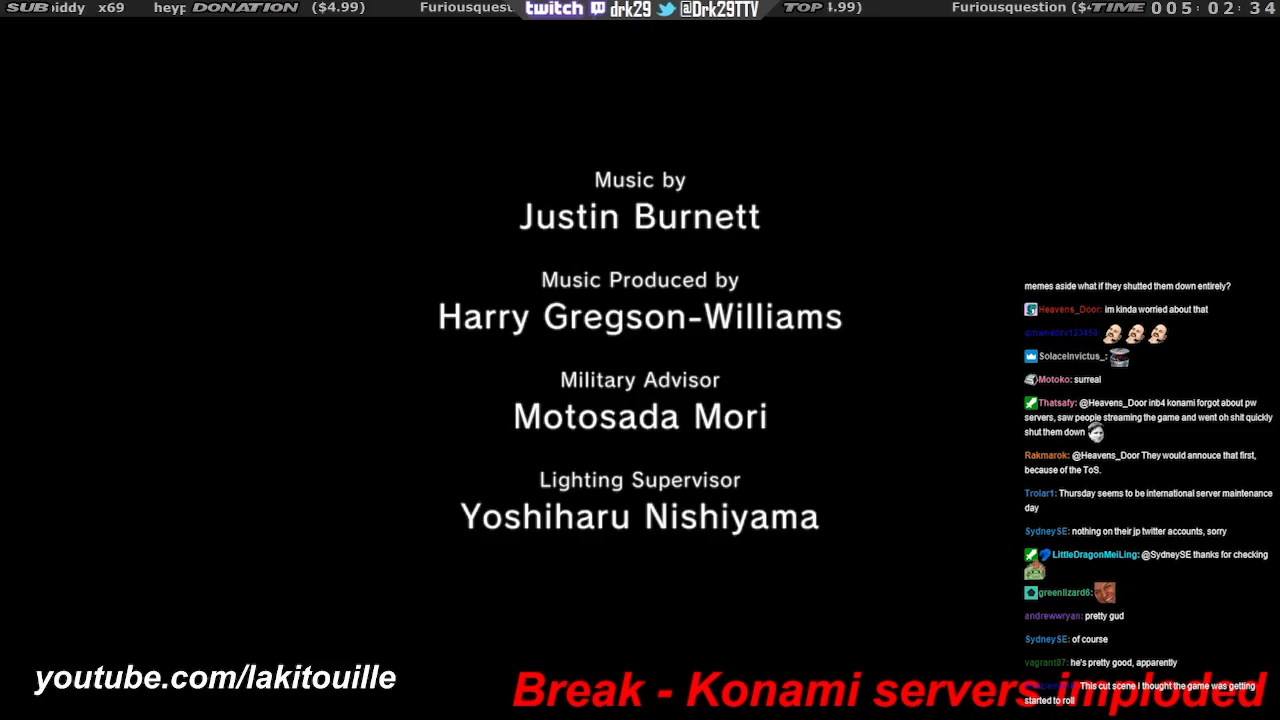 SUB iddy x69 heyp DONATION ($4.99) Furiousquest twitch drk29 @Drk29TTV TOP 4.99) Furiousquestion ($4 TIME 005:02:34
Music by
Justin Burnett
Music Produced by
Harry Gregson-Williams
Military Advisor
Motosada Mori
Lighting Supervisor
Yoshiharu Nishiyama
memes aside what if they shutted them down entirely?
Heavens_Door: im kinda worried about that
SolaceInvictus_:
Motoko: surreal
Thatsafy: @Heavens_Door inb4 konami forgot about pw
servers, saw people streaming the game and went oh shit quickly
shut them down
Rakmarok: @Heavens_Door They would annouce that first,
because of the ToS.
Trolar1: Thursday seems to be international server maintenance
day
SydneySE: nothing on their jp twitter accounts, sorry
LittleDragonMeiLing: @SydneySE thanks for checking
greenlizard6:
andrewwryan: pretty gud
SydneySE: of course
vagrant87: he's pretty good, apparently
This cut scene I thought the game was getting
started to roll
youtube.com/lakitouille
Break - Konami servers imploded